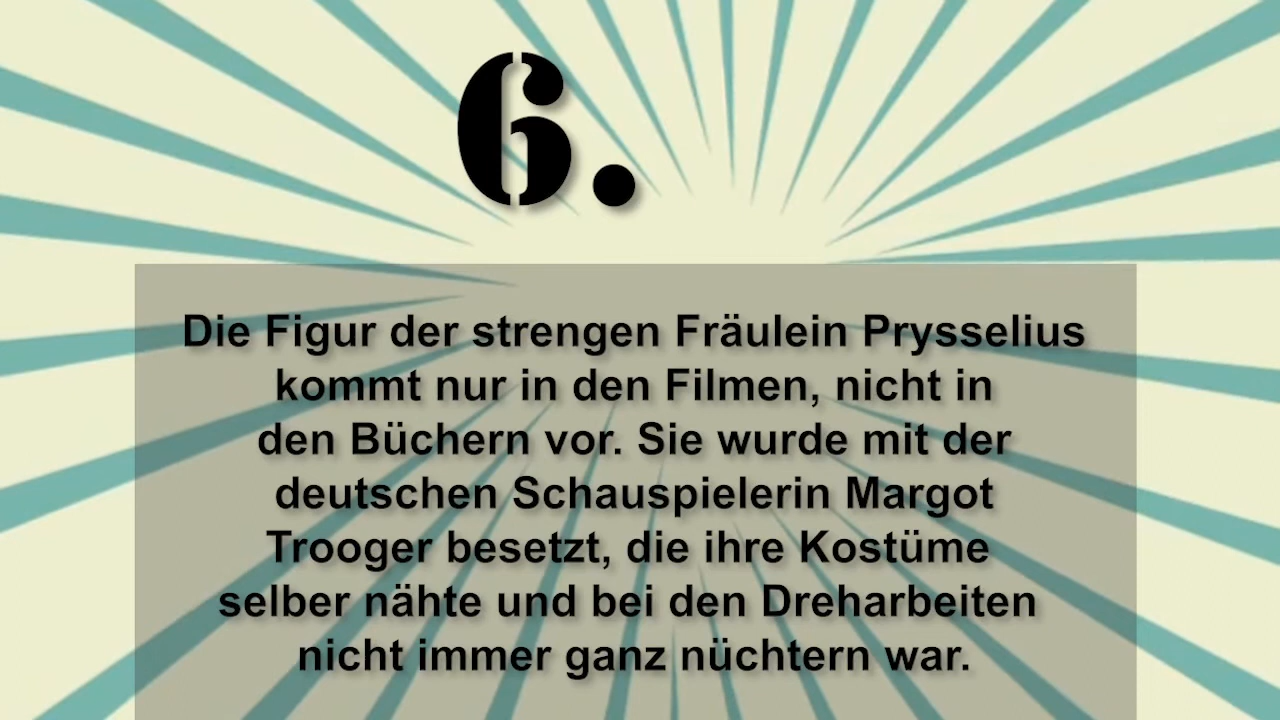 6.
Die Figur der strengen Fräulein Prysselius
kommt nur in den Filmen, nicht in
den Büchern vor. Sie wurde mit der
deutschen Schauspielerin Margot
Trooger besetzt, die ihre Kostüme
selber nähte und bei den Dreharbeiten
nicht immer ganz nüchtern war.